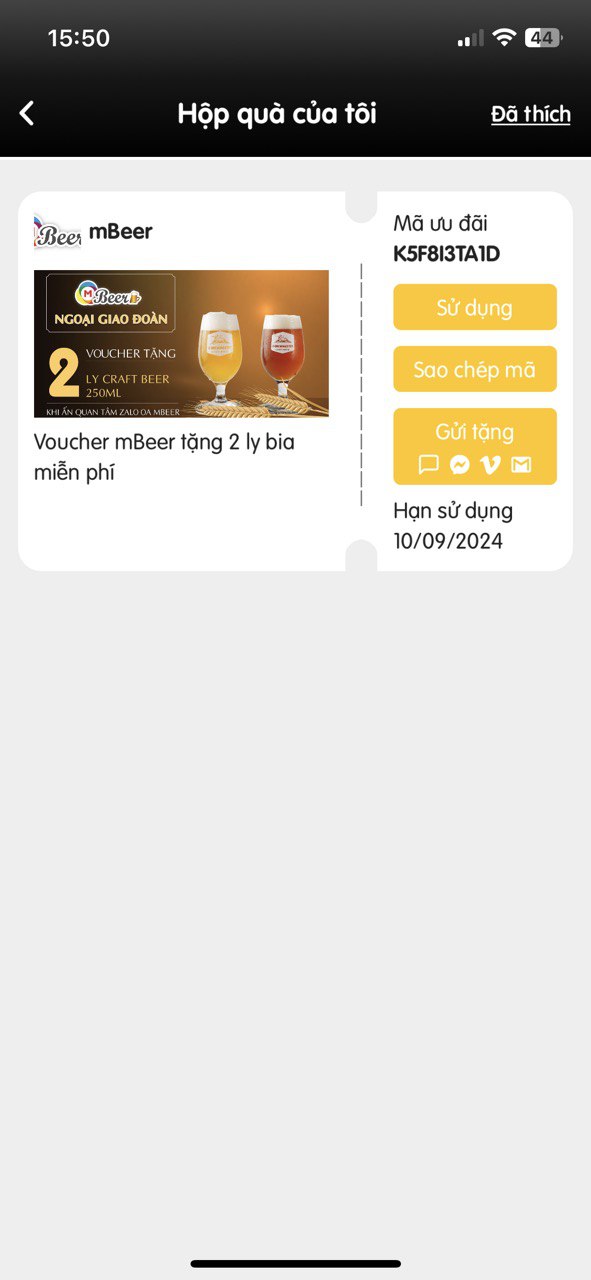 15:50
44
Hộp quà của tôi
Đã thích
Beer mBeer
M Beer
NGOẠI GIAO ĐOÀN
2 VOUCHER TẶNG
LY CRAFT BEER
250ML
KHI ẤN QUAN TÂM ZALO OA MBEER
Voucher mBeer tặng 2 ly bia
miễn phí
Mã ưu đãi
K5F8I3TA1D
Sử dụng
Sao chép mã
Gửi tặng
Hạn sử dụng
10/09/2024